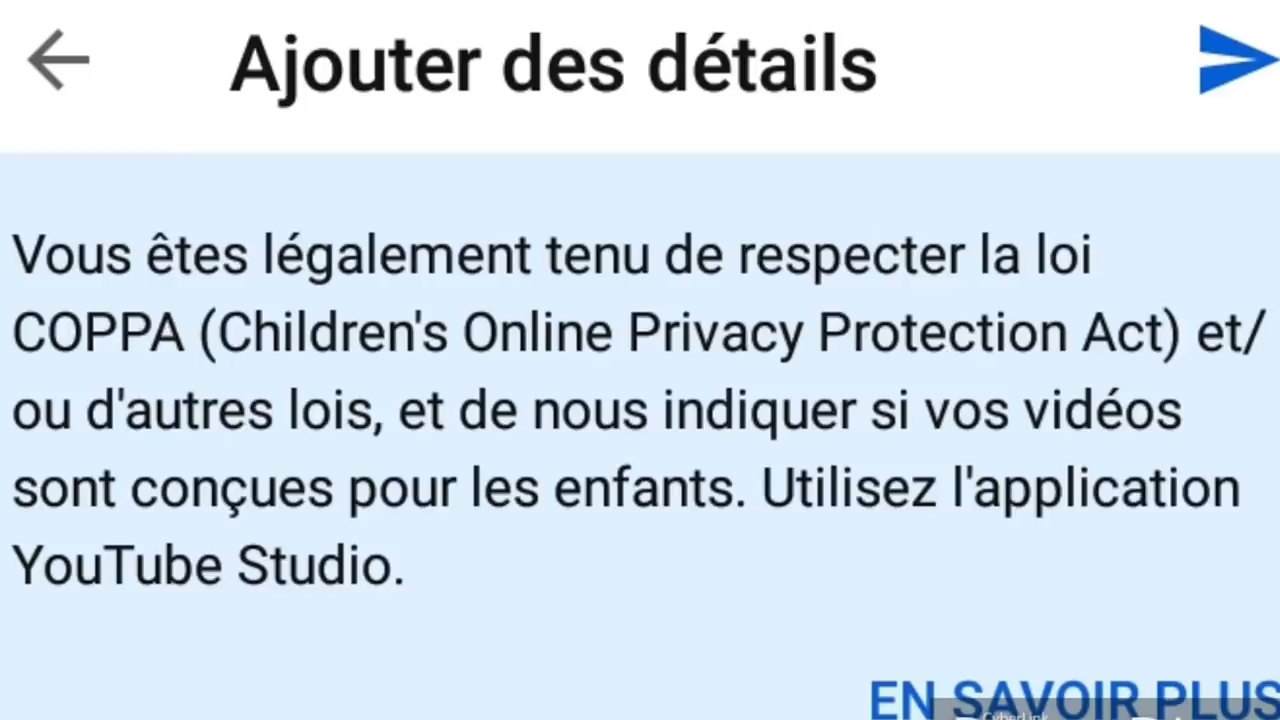 Ajouter des détails
Vous êtes légalement tenu de respecter la loi
COPPA (Children's Online Privacy Protection Act) et/
ou d'autres lois, et de nous indiquer si vos vidéos
sont conçues pour les enfants. Utilisez l'application
YouTube Studio.
EN SAVOIR PLUS
CyberLink